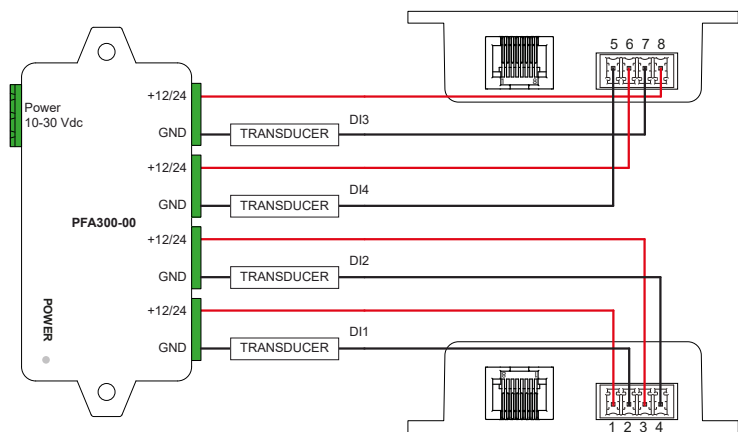 5 6 7 8
Power
10-30 Vdc
+12/24
GND
TRANSDUCER
DI3
+12/24
GND
TRANSDUCER
DI4
PFA300-00
+12/24
GND
TRANSDUCER
DI2
+12/24
GND
TRANSDUCER
DI1
POWER
1 2 3 4